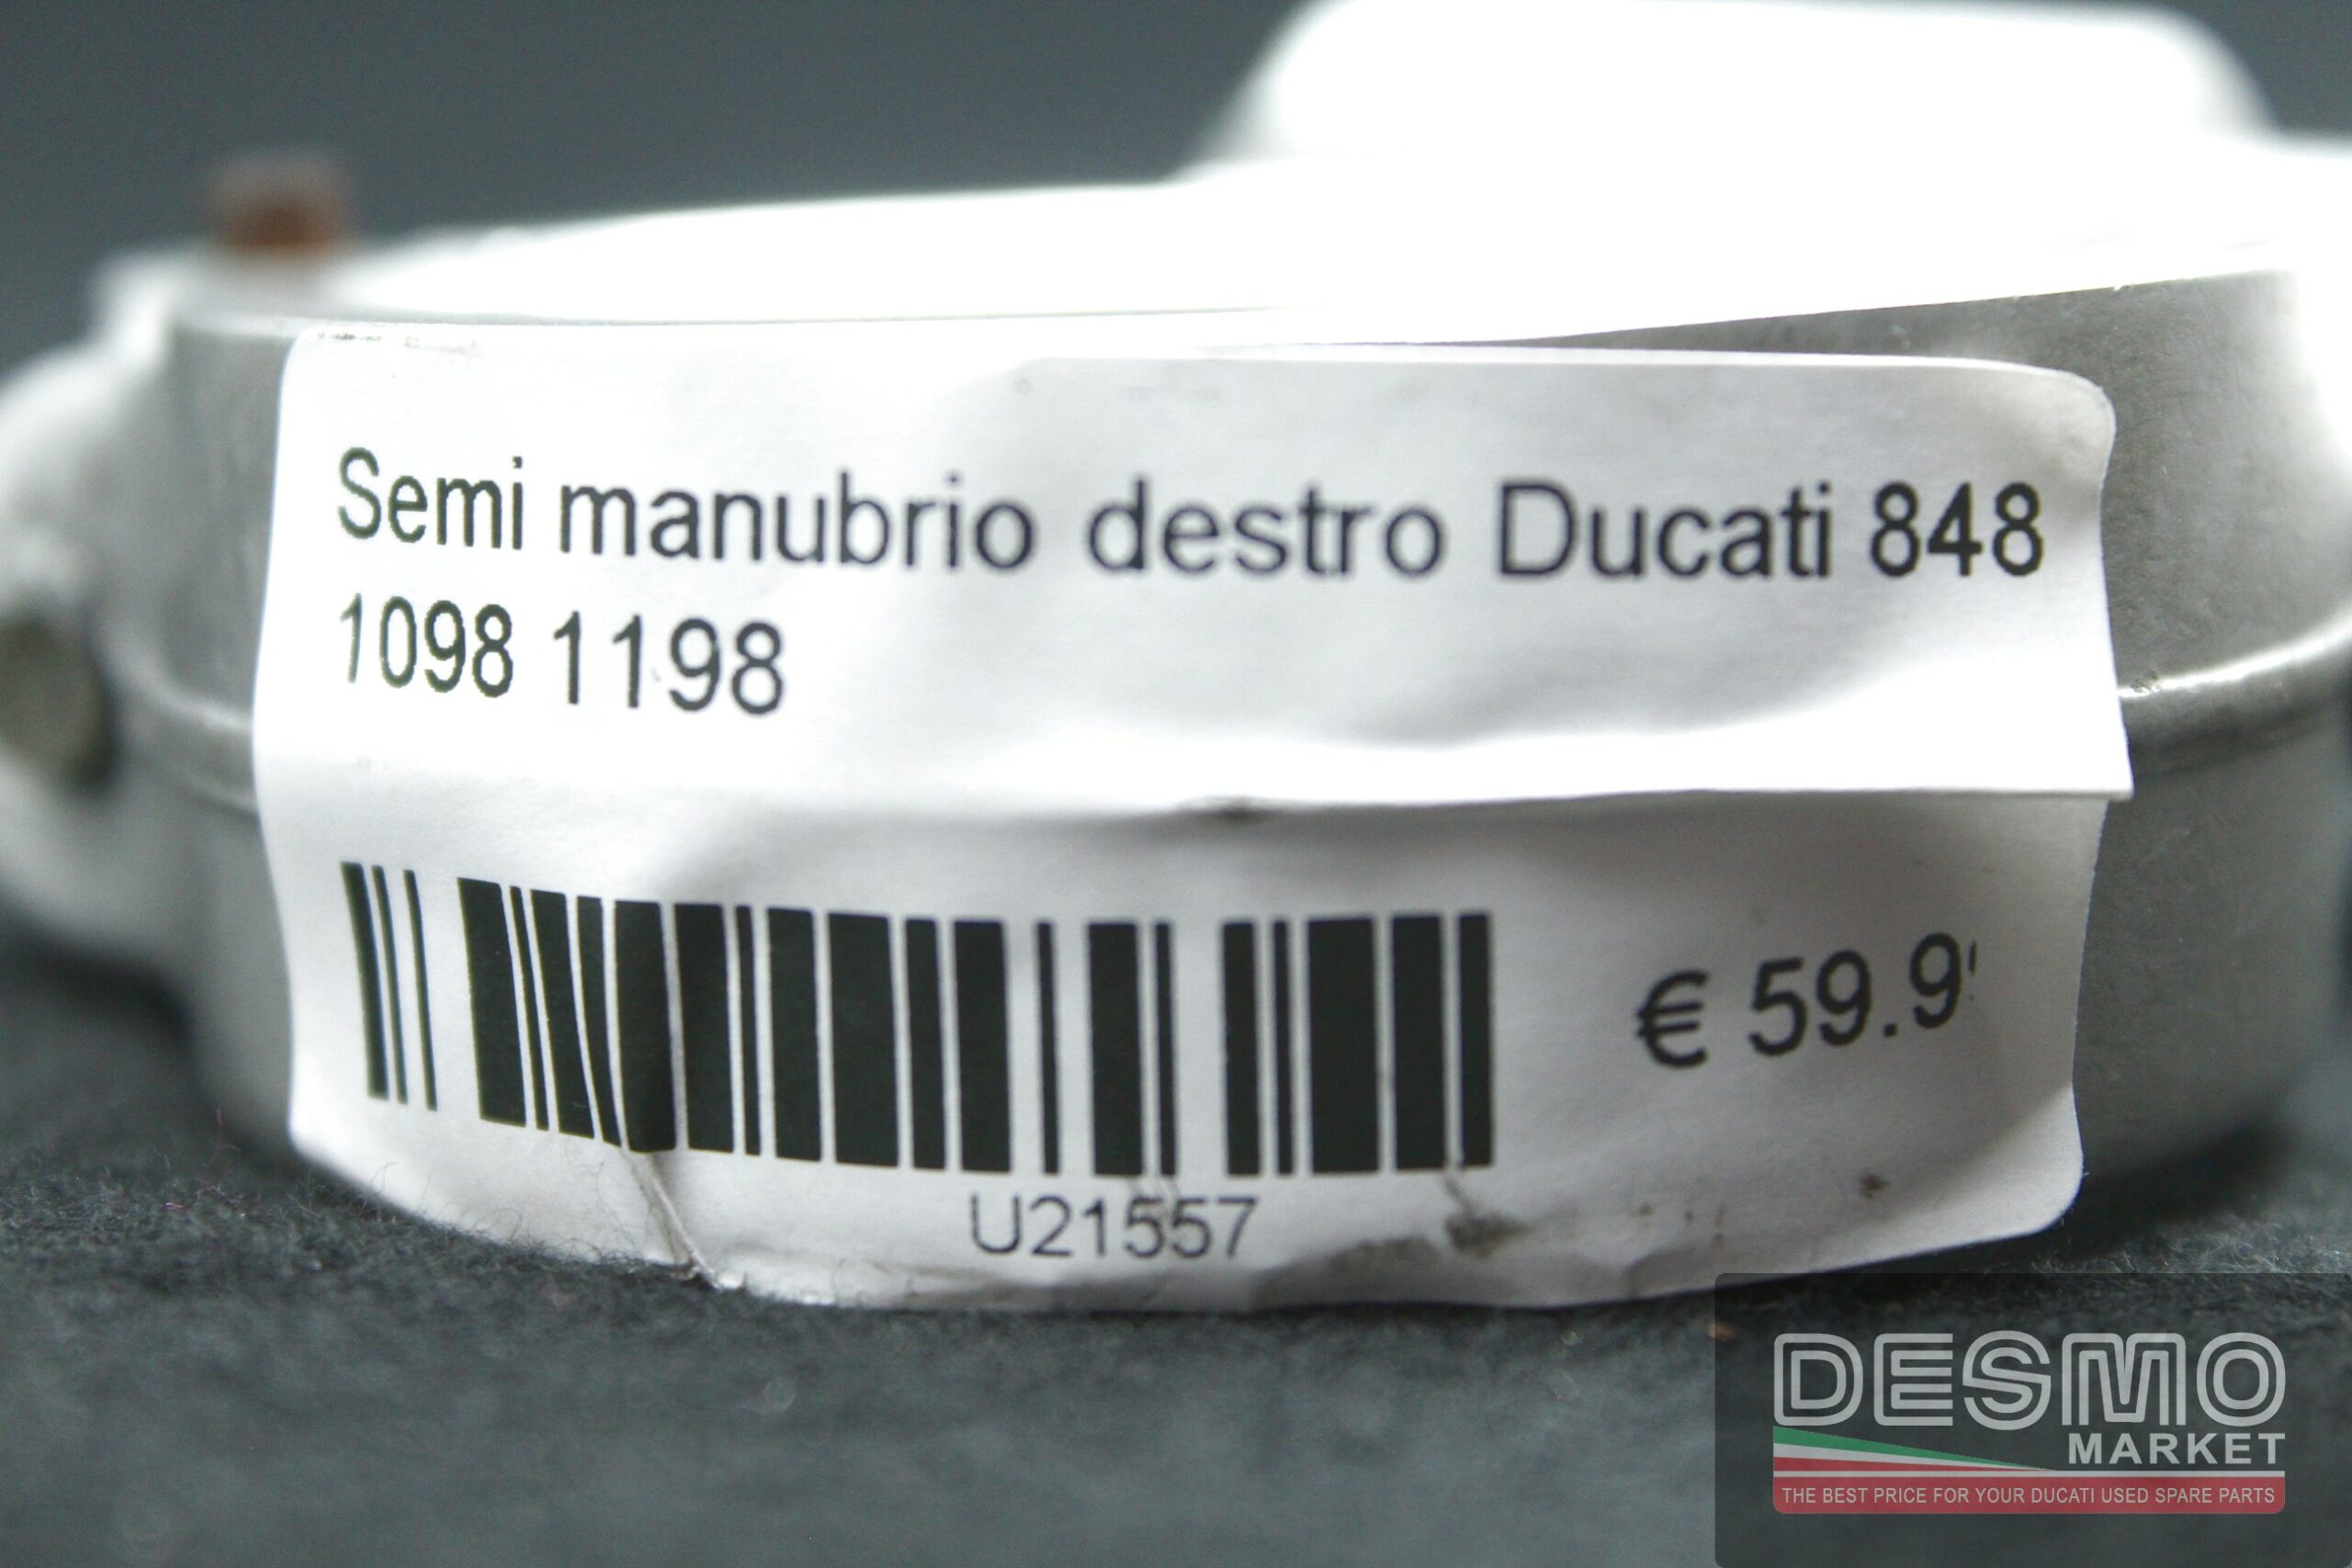 Semi manubrio destro Ducati 848
1098 1198
€ 59.9
U21557
DESMO
MARKET
THE BEST PRICE FOR YOUR DUCATI USED SPARE PARTS